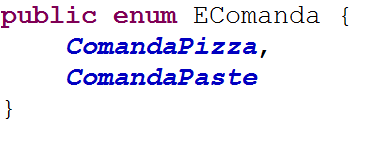 public enum EComanda {
    ComandaPizza,
    ComandaPaste
}